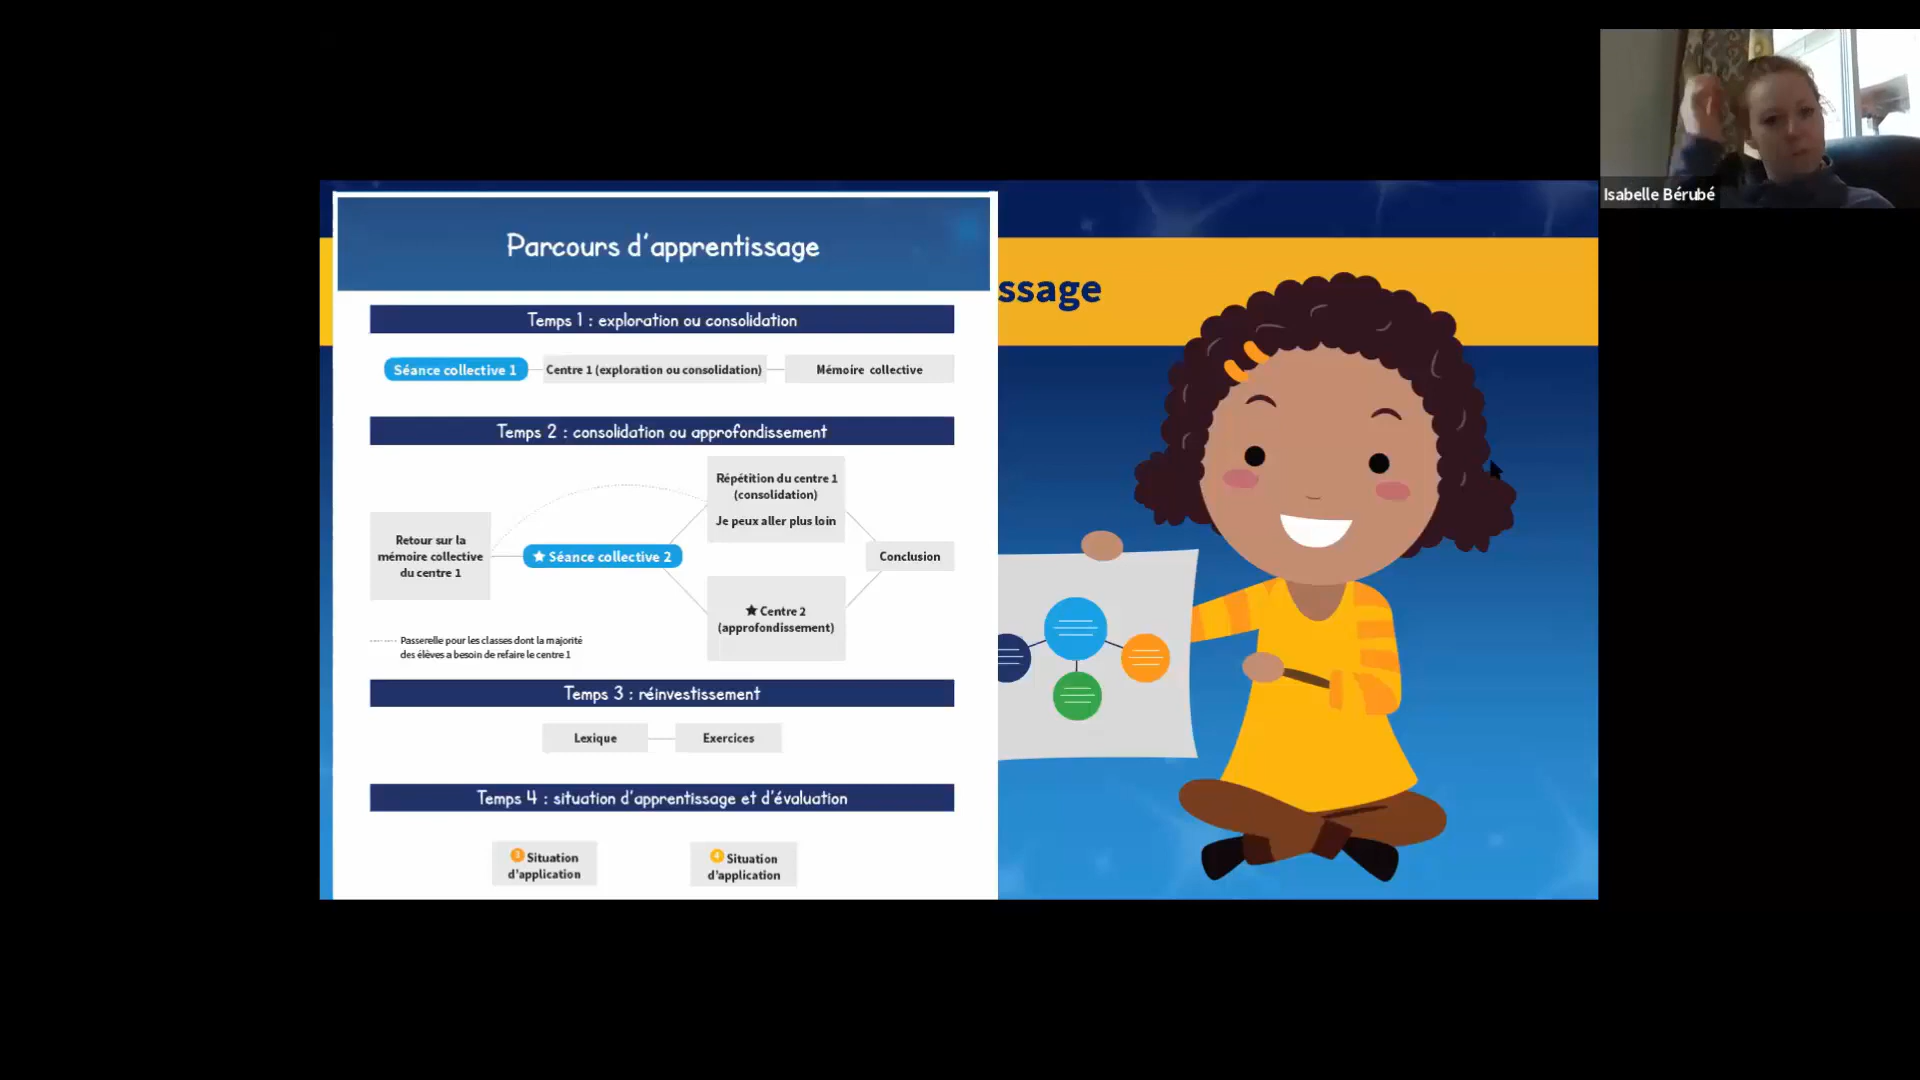 Isabelle Bérubé
Parcours d'apprentissage
ssage
Temps 1 : exploration ou consolidation
Séance collective 1
Centre 1 (exploration ou consolidation)
Mémoire collective
Temps 2 : consolidation ou approfondissement
Retour sur la
mémoire collective
du centre 1
★ Séance collective 2
Répétition du centre 1
(consolidation)
Je peux aller plus loin
★ Centre 2
(approfondissement)
Conclusion
Passerelle pour les classes dont la majorité
des élèves a besoin de refaire le centre 1
Temps 3 : réinvestissement
Lexique
Exercices
Temps 4 : situation d'apprentissage et d'évaluation
Situation
d'application
4 Situation
d'application